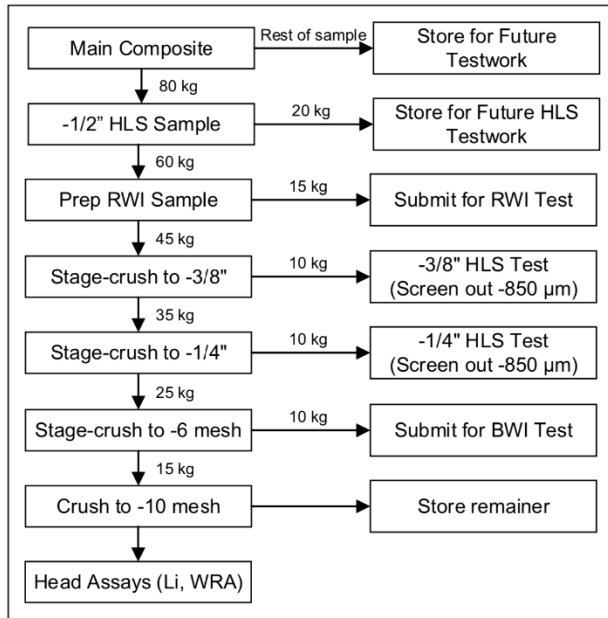 Main Composite
Rest of sample
Store for Future
Testwork
80 kg
-1/2" HLS Sample
20 kg
Store for Future HLS
Testwork
60 kg
Prep RWI Sample
15 kg
Submit for RWI Test
45 kg
Stage-crush to -3/8"
10 kg
-3/8" HLS Test
(Screen out -850 µm)
35 kg
Stage-crush to -1/4"
10 kg
-1/4" HLS Test
(Screen out -850 µm)
25 kg
Stage-crush to -6 mesh
10 kg
Submit for BWI Test
15 kg
Crush to -10 mesh
Store remainer
Head Assays (Li, WRA)